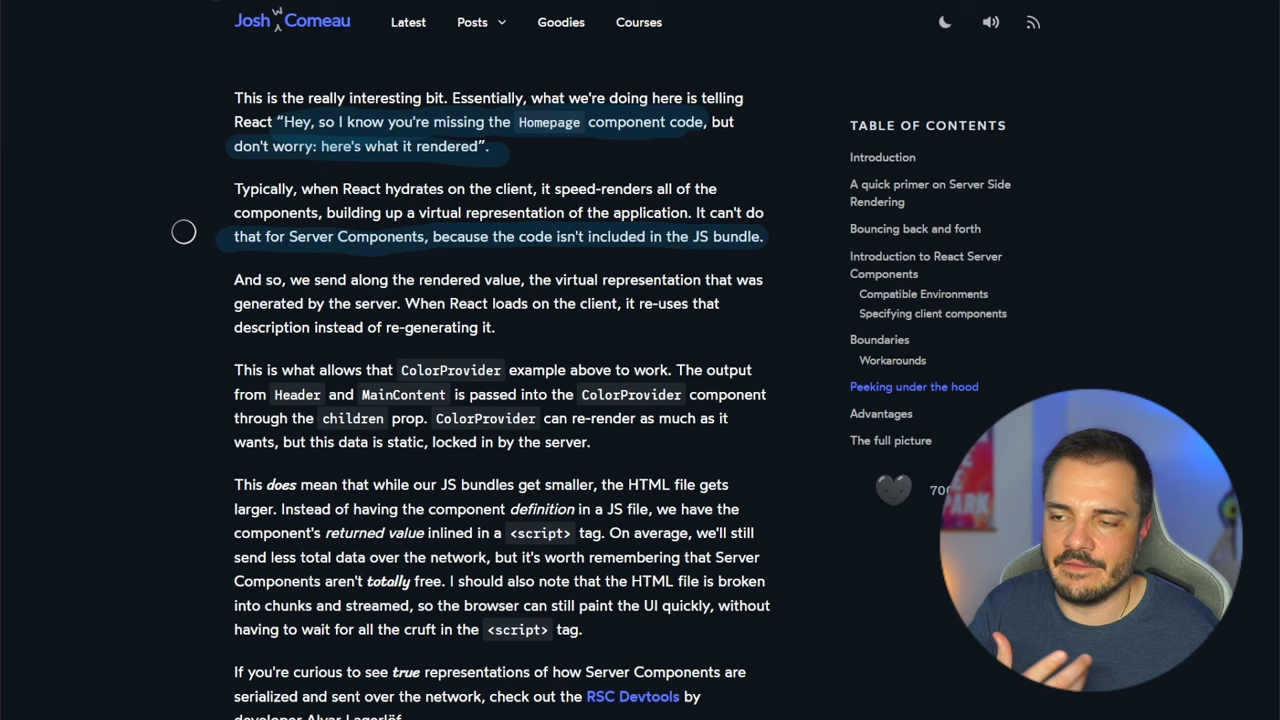 Josh W Comeau
Latest
Posts
Goodies
Courses
This is the really interesting bit. Essentially, what we're doing here is telling
React “Hey, so I know you're missing the Homepage component code, but
don't worry: here's what it rendered”.
Typically, when React hydrates on the client, it speed-renders all of the
components, building up a virtual representation of the application. It can't do
that for Server Components, because the code isn't included in the JS bundle.
And so, we send along the rendered value, the virtual representation that was
generated by the server. When React loads on the client, it re-uses that
description instead of re-generating it.
This is what allows that ColorProvider example above to work. The output
from Header and MainContent is passed into the ColorProvider component
through the children prop. ColorProvider can re-render as much as it
wants, but this data is static, locked in by the server.
This does mean that while our JS bundles get smaller, the HTML file gets
larger. Instead of having the component definition in a JS file, we have the
component's returned value inlined in a <script> tag. On average, we'll still
send less total data over the network, but it's worth remembering that Server
Components aren't totally free. I should also note that the HTML file is broken
into chunks and streamed, so the browser can still paint the UI quickly, without
having to wait for all the cruft in the <script> tag.
If you're curious to see true representations of how Server Components are
serialized and sent over the network, check out the RSC Devtools by
developer Alvar Lagerlöf
TABLE OF CONTENTS
Introduction
A quick primer on Server Side
Rendering
Bouncing back and forth
Introduction to React Server
Components
Compatible Environments
Specifying client components
Boundaries
Workarounds
Peeking under the hood
Advantages
The full picture
PARK